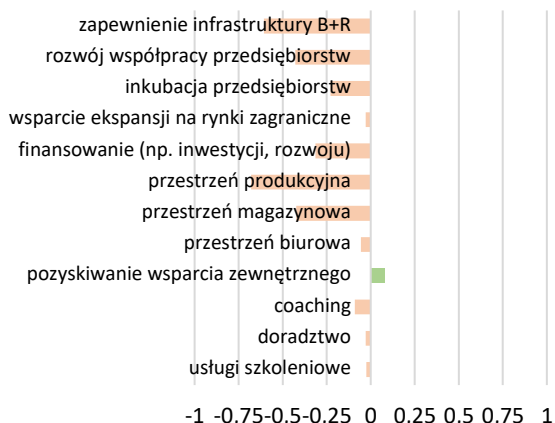 zapewnienie infrastruktury B+R
rozwój współpracy przedsiębiorstw
inkubacja przedsiębiorstw
wsparcie ekspansji na rynki zagraniczne
finansowanie (np. inwestycji, rozwoju)
przestrzeń produkcyjna
przestrzeń magazynowa
przestrzeń biurowa
pozyskiwanie wsparcia zewnętrznego
coaching
doradztwo
usługi szkoleniowe
-1 -0.75 -0.5 -0.25 0 0.25 0.5 0.75 1